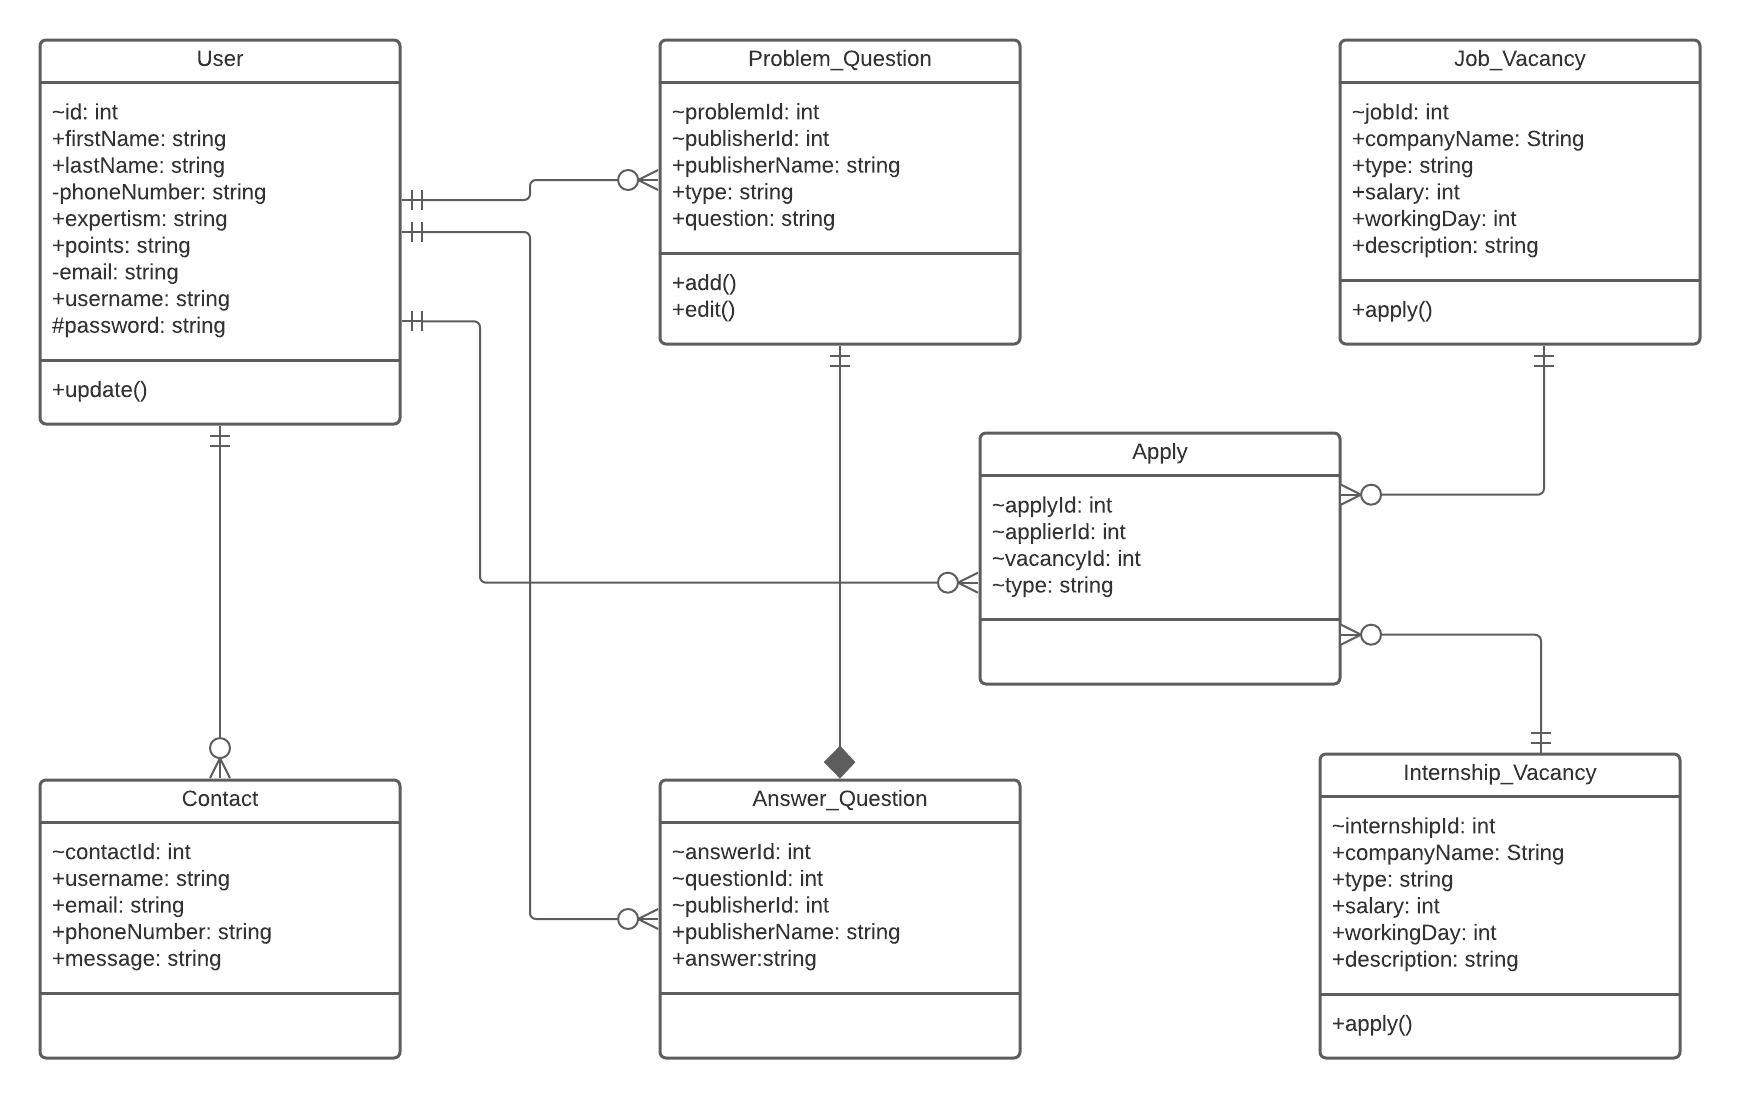 User
~id: int
+firstName: string
+lastName: string
-phoneNumber: string
+expertism: string
+points: string
-email: string
+username: string
#password: string
+update()
Problem_Question
~problemId: int
~publisherId: int
+publisherName: string
+type: string
+question: string
+add()
+edit()
Job_Vacancy
~jobId: int
+companyName: String
+type: string
+salary: int
+workingDay: int
+description: string
+apply()
Apply
~applyId: int
~applierId: int
~vacancyId: int
~type: string
Contact
~contactId: int
+username: string
+email: string
+phoneNumber: string
+message: string
Answer_Question
~answerId: int
~questionId: int
~publisherId: int
+publisherName: string
+answer:string
Internship_Vacancy
~internshipId: int
+companyName: String
+type: string
+salary: int
+workingDay: int
+description: string
+apply()